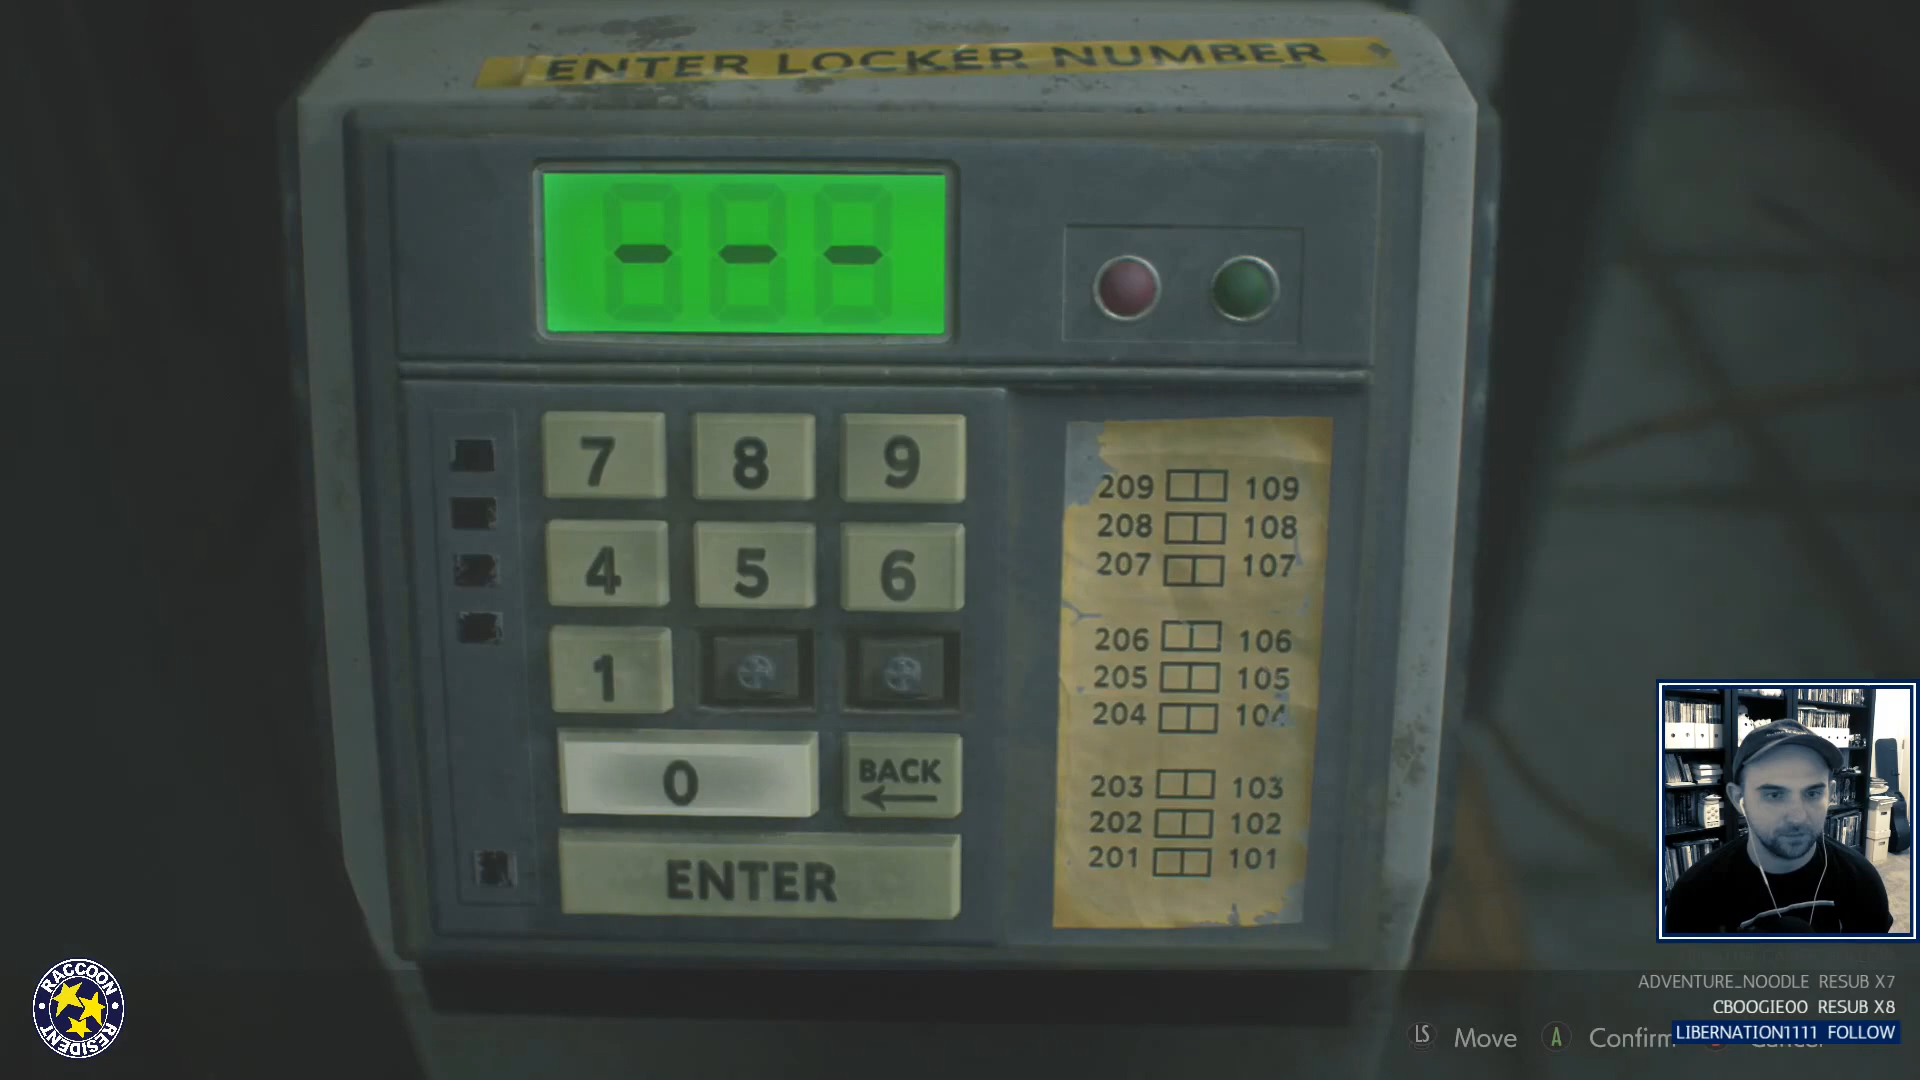 ENTER LOCKER NUMBER
7 8 9
4 5 6
1
0 BACK
ENTER
209 109
208 108
207 107
206 106
205 105
204 104
203 103
202 102
201 101
RACCOON
RESIDENT
ADVENTURE_NOODLE RESUB X7
CBOOGIE00 RESUB X8
LIBERNATION1111 FOLLOW
LS Move A Confirm